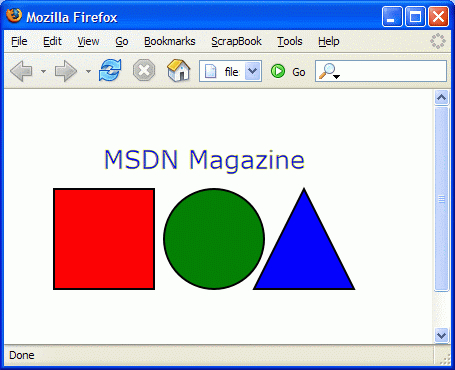 Mozilla Firefox
File Edit View Go Bookmarks ScrapBook Tools Help
file Go
MSDN Magazine
Done